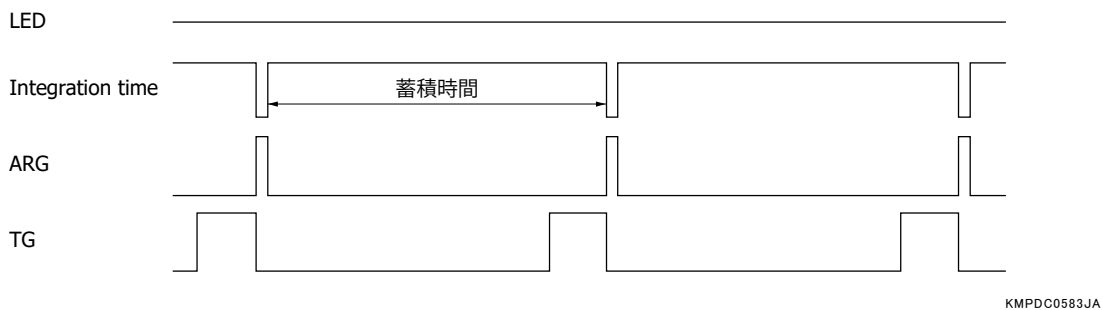 LED
Integration time
蓄積時間
ARG
TG
KMPDC0583JA